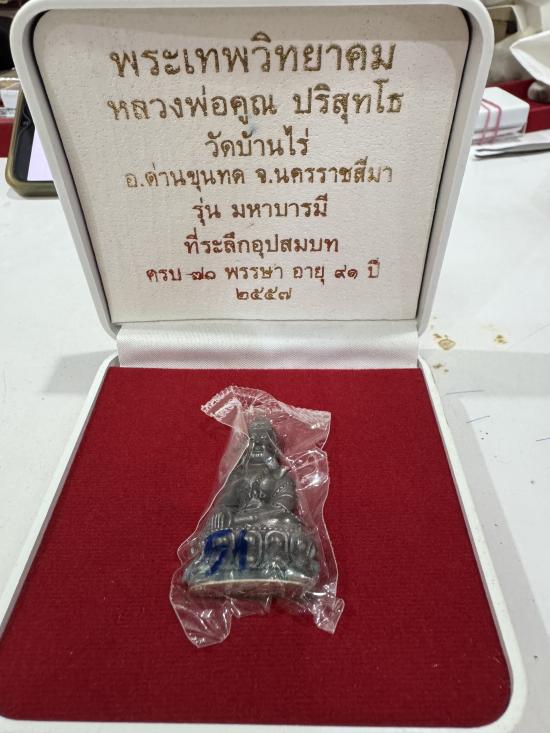 พระเทพวิทยาคม
หลวงพ่อคูณ ปริสุทโธ
วัดบ้านไร่
อ.ด่านขุนทด จ.นครราชสีมา
รุ่น มหาบารมี
ที่ระลึกอุปสมบท
ครบ ๗๐ พรรษา อายุ ๙๑ ปี
๒๕๕๗